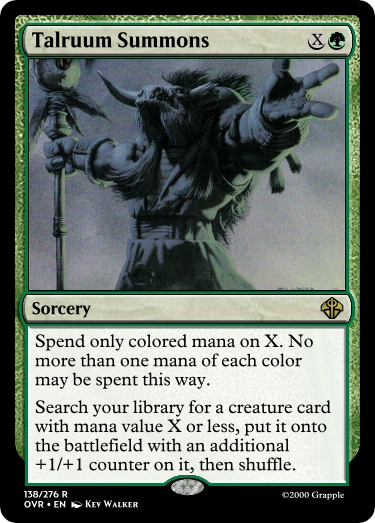 Talruum Summons X
Sorcery
Spend only colored mana on X. No
more than one mana of each color
may be spent this way.
Search your library for a creature card
with mana value X or less, put it onto
the battlefield with an additional
+1/+1 counter on it, then shuffle.
138/276 R
OVR • EN Key Walker
©2000 Grapple